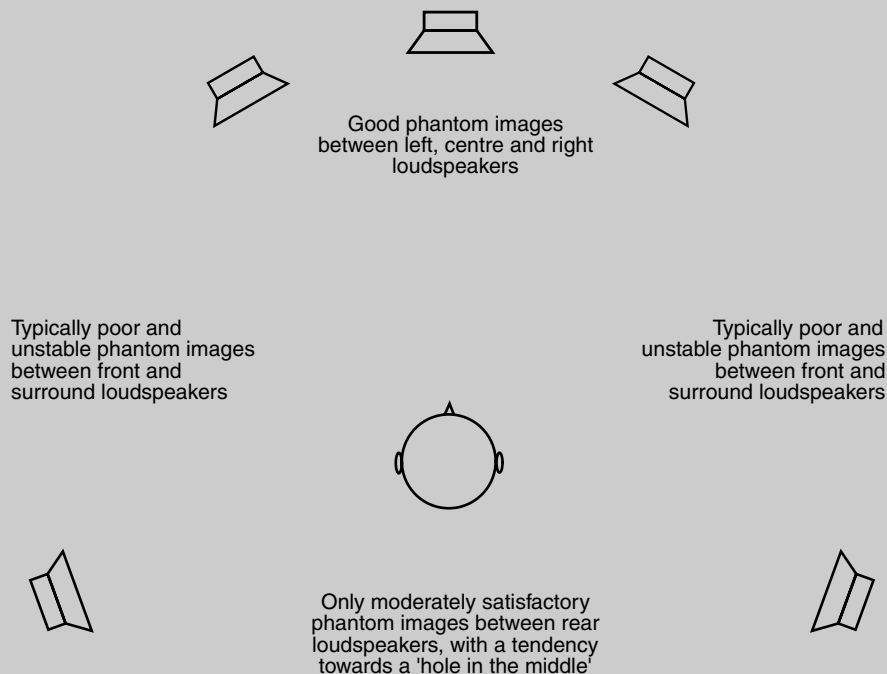 Good phantom images
between left, centre and right
loudspeakers
Typically poor and
unstable phantom images
between front and
surround loudspeakers
Typically poor and
unstable phantom images
between front and
surround loudspeakers
Only moderately satisfactory
phantom images between rear
loudspeakers, with a tendency
towards a 'hole in the middle'